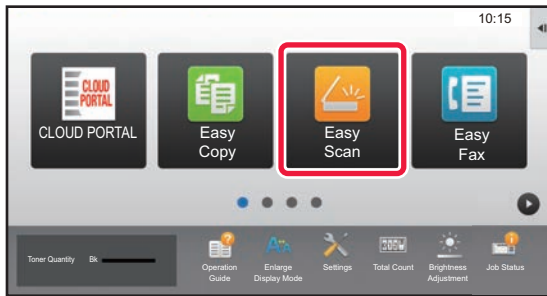 10:15
CLOUD
PORTAL
CLOUD PORTAL
Easy
Copy
Easy
Scan
Easy
Fax
Toner Quantity Bk
Operation
Guide
Enlarge
Display Mode
Settings
Total Count
Brightness
Adjustment
Job Status